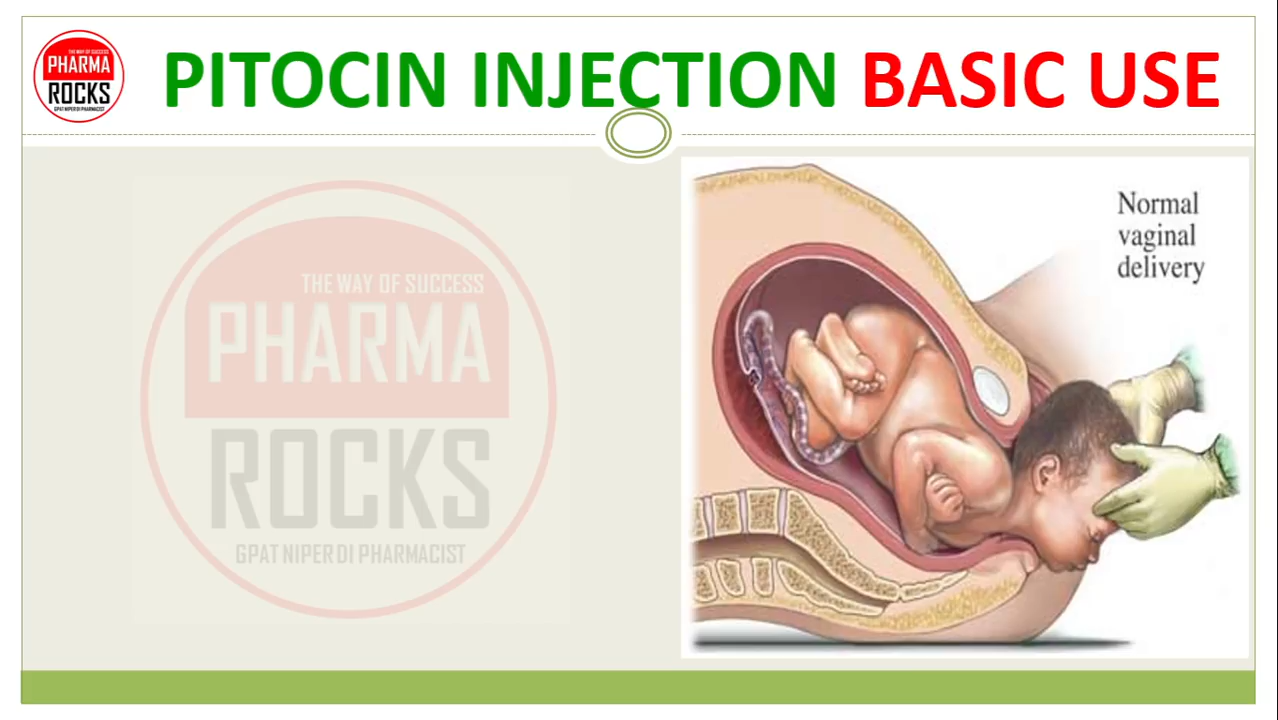 THE WAY OF SUCCESS
PHARMA
ROCKS
GPAT NIPER DI PHARMACIST
PITOCIN INJECTION BASIC USE
THE WAY OF SUCCESS
PHARMA
ROCKS
GPAT NIPER DI PHARMACIST
Normal
vaginal
delivery